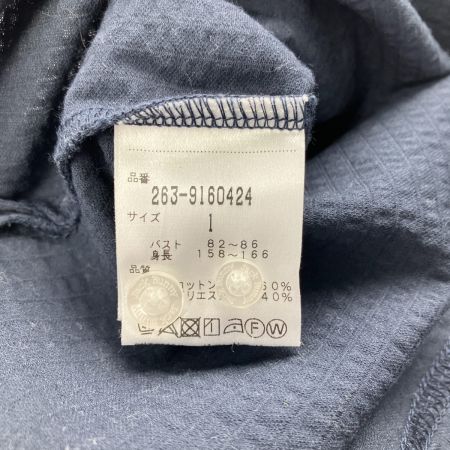 品番
263-9160424
サイズ
1
バスト 82～86
身長 158～166
品質
コットン 60%
リエス 40%
F W